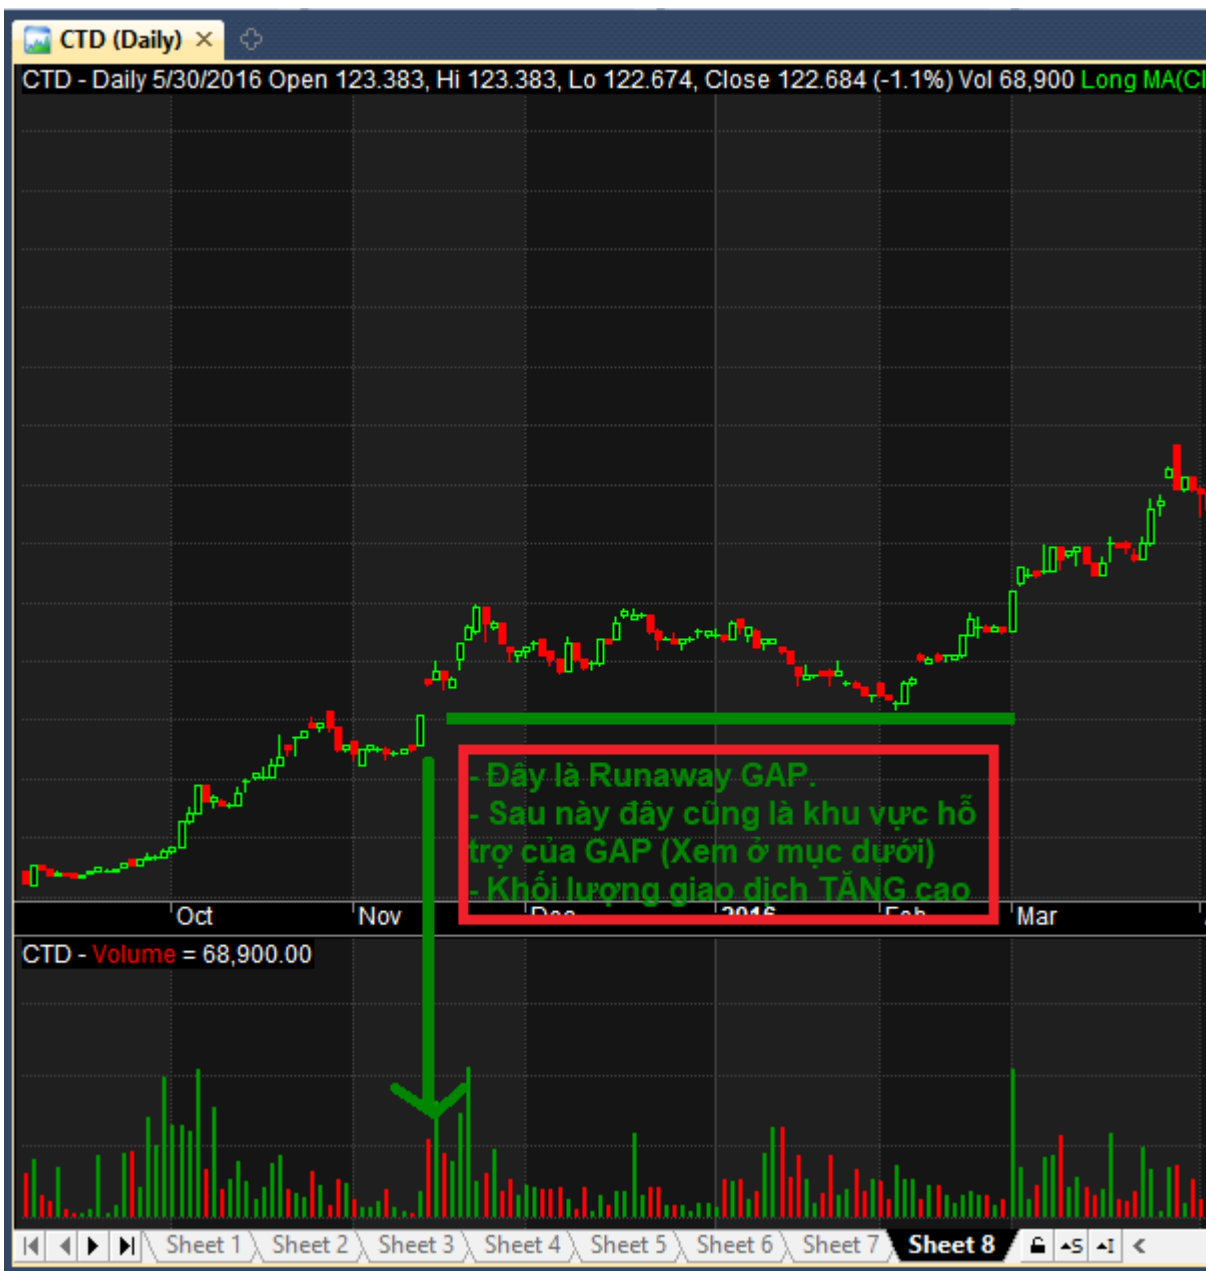 CTD (Daily)
CTD - Daily 5/30/2016 Open 123.383, Hi 123.383, Lo 122.674, Close 122.684 (-1.1%) Vol 68,900 Long MA(Cl
- Đây là Runaway GAP.
- Sau này đây cũng là khu vực hỗ
trợ của GAP (Xem ở mục dưới)
- Khối lượng giao dịch TĂNG cao
Oct Nov Dec 2016 Feb Mar
CTD - Volume = 68,900.00
Sheet 1 Sheet 2 Sheet 3 Sheet 4 Sheet 5 Sheet 6 Sheet 7 Sheet 8 S I